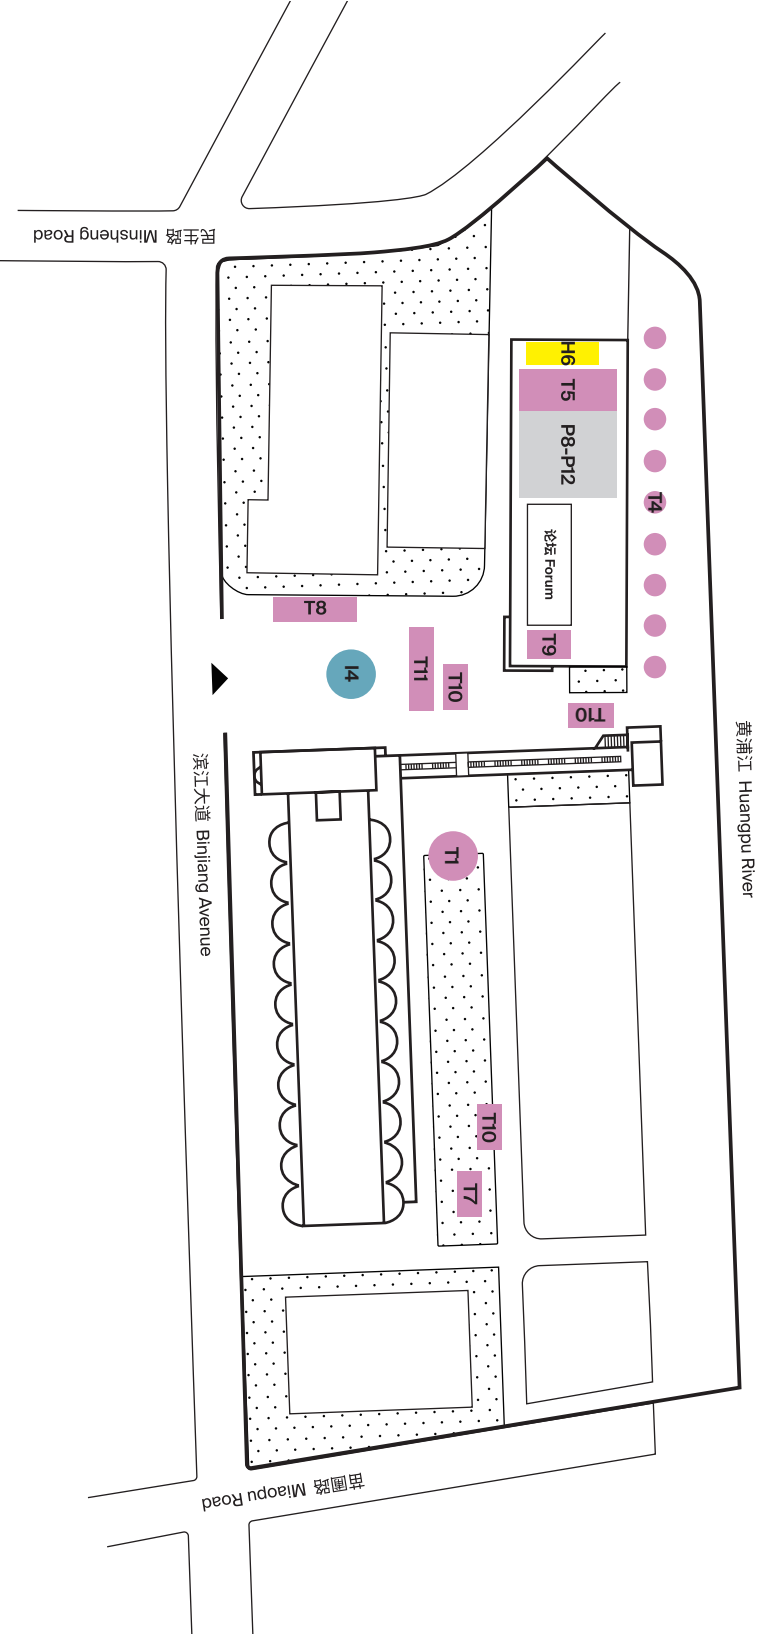 民生路 Minsheng Road
H6
T5
P8-P12
T4
论坛 Forum
T8
T9
I4
T11
T10
T10
滨江大道 Binjiang Avenue
黄浦江 Huangpu River
T1
T10
T7
苗圃路 Miaopu Road